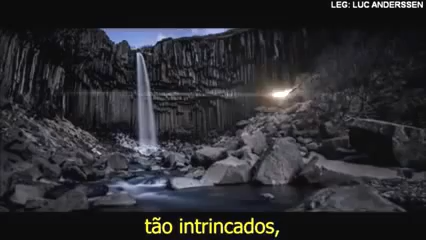 LEG: LUC ANDERSSEN
tão intrincados,